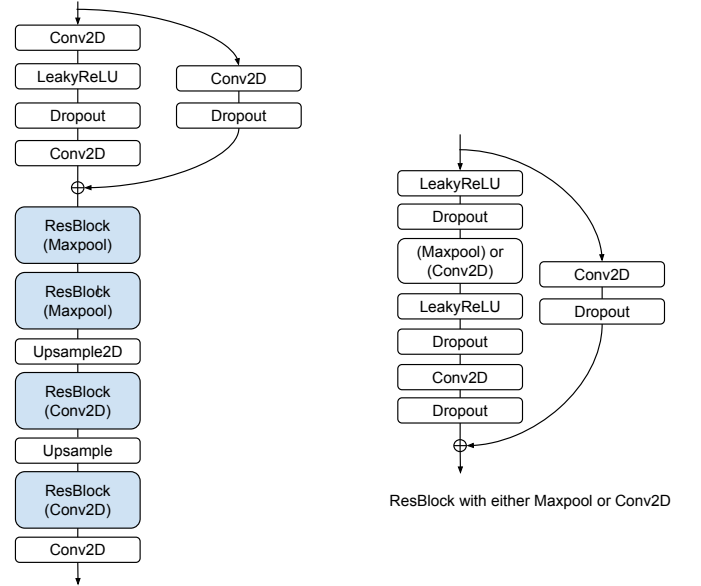 Conv2D
LeakyReLU
Dropout
Conv2D
Conv2D
Dropout
ResBlock
(Maxpool)
ResBlock
(Maxpool)
Upsample2D
ResBlock
(Conv2D)
Upsample
ResBlock
(Conv2D)
Conv2D
LeakyReLU
Dropout
(Maxpool) or
(Conv2D)
LeakyReLU
Dropout
Conv2D
Dropout
Conv2D
Dropout
ResBlock with either Maxpool or Conv2D